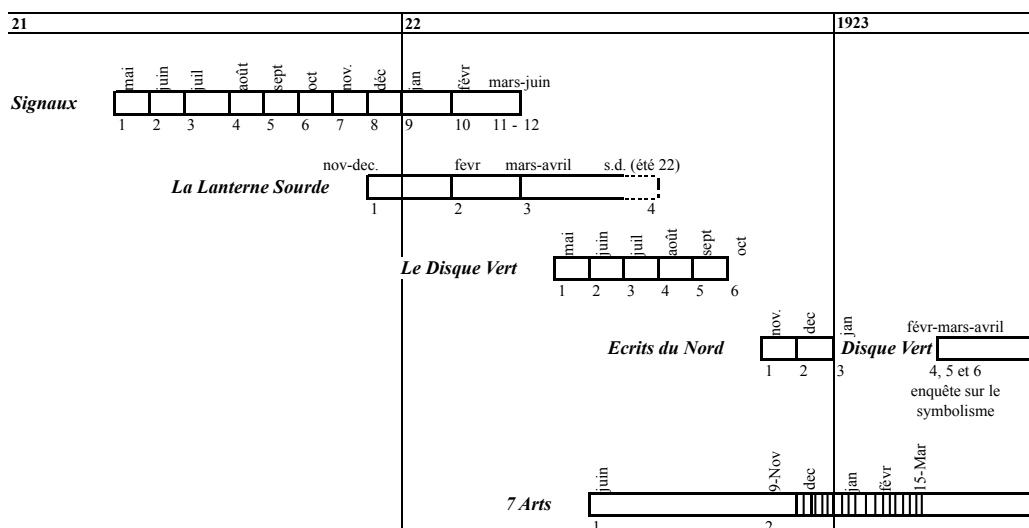 21 22 1923
mai juin juil août sept oct nov. déc jan févr mars-juin
Signaux
1 2 3 4 5 6 7 8 9 10 11 - 12
nov-dec. fevr mars-avril s.d. (été 22)
La Lanterne Sourde
1 2 3 4
mai juin juil août sept oct
Le Disque Vert
1 2 3 4 5 6
nov. dec jan févr-mars-avril
Ecrits du Nord Disque Vert
1 2 3 4, 5 et 6
enquête sur le
symbolisme
juin 9-Nov dec jan févr 15-Mar
7 Arts
1 2